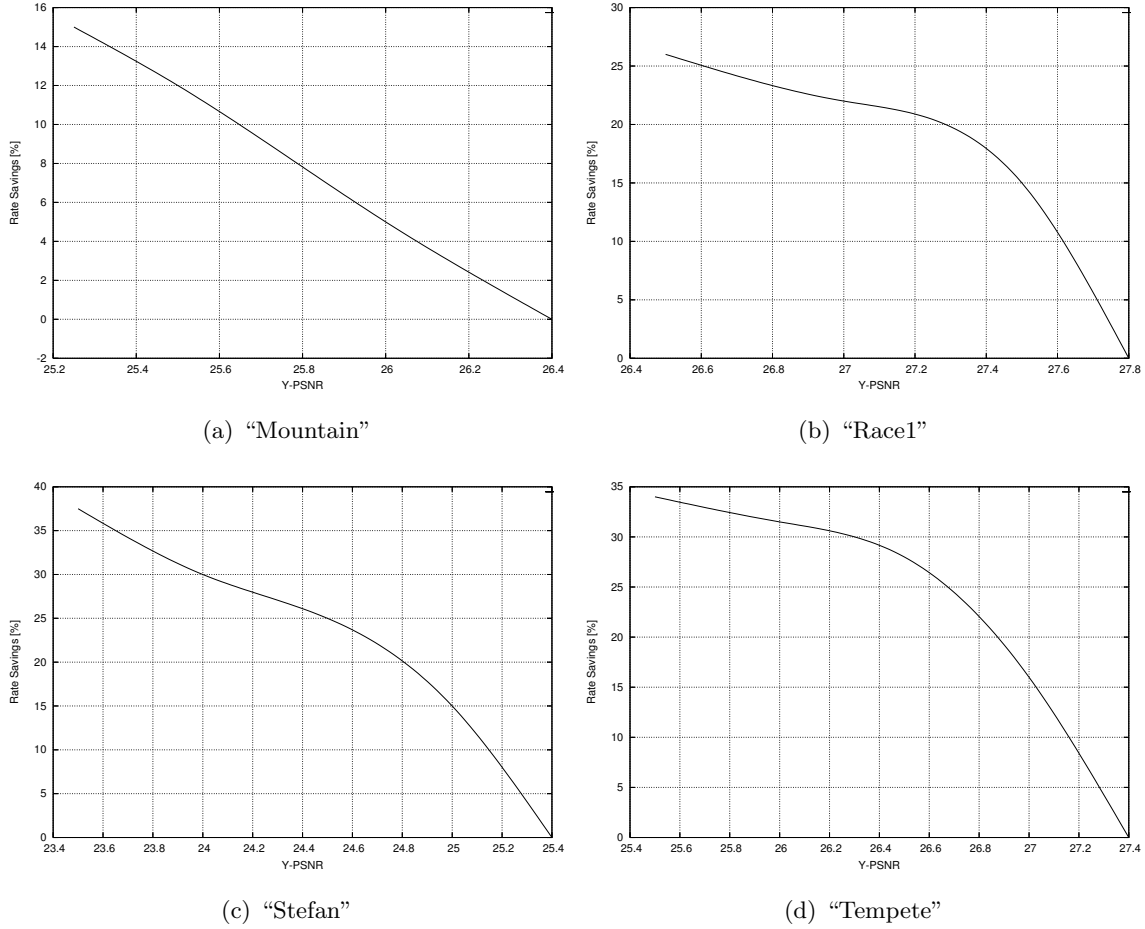 16
14
12
10
8
6
4
2
0
-2
Rate Savings [%]
25.2 25.4 25.6 25.8 26 26.2 26.4
Y-PSNR
(a) “Mountain”
30
25
20
15
10
5
0
Rate Savings [%]
26.4 26.6 26.8 27 27.2 27.4 27.6 27.8
Y-PSNR
(b) “Race1”
40
35
30
25
20
15
10
5
0
Rate Savings [%]
23.4 23.6 23.8 24 24.2 24.4 24.6 24.8 25 25.2 25.4
Y-PSNR
(c) “Stefan”
35
30
25
20
15
10
5
0
Rate Savings [%]
25.4 25.6 25.8 26 26.2 26.4 26.6 26.8 27 27.2 27.4
Y-PSNR
(d) “Tempete”